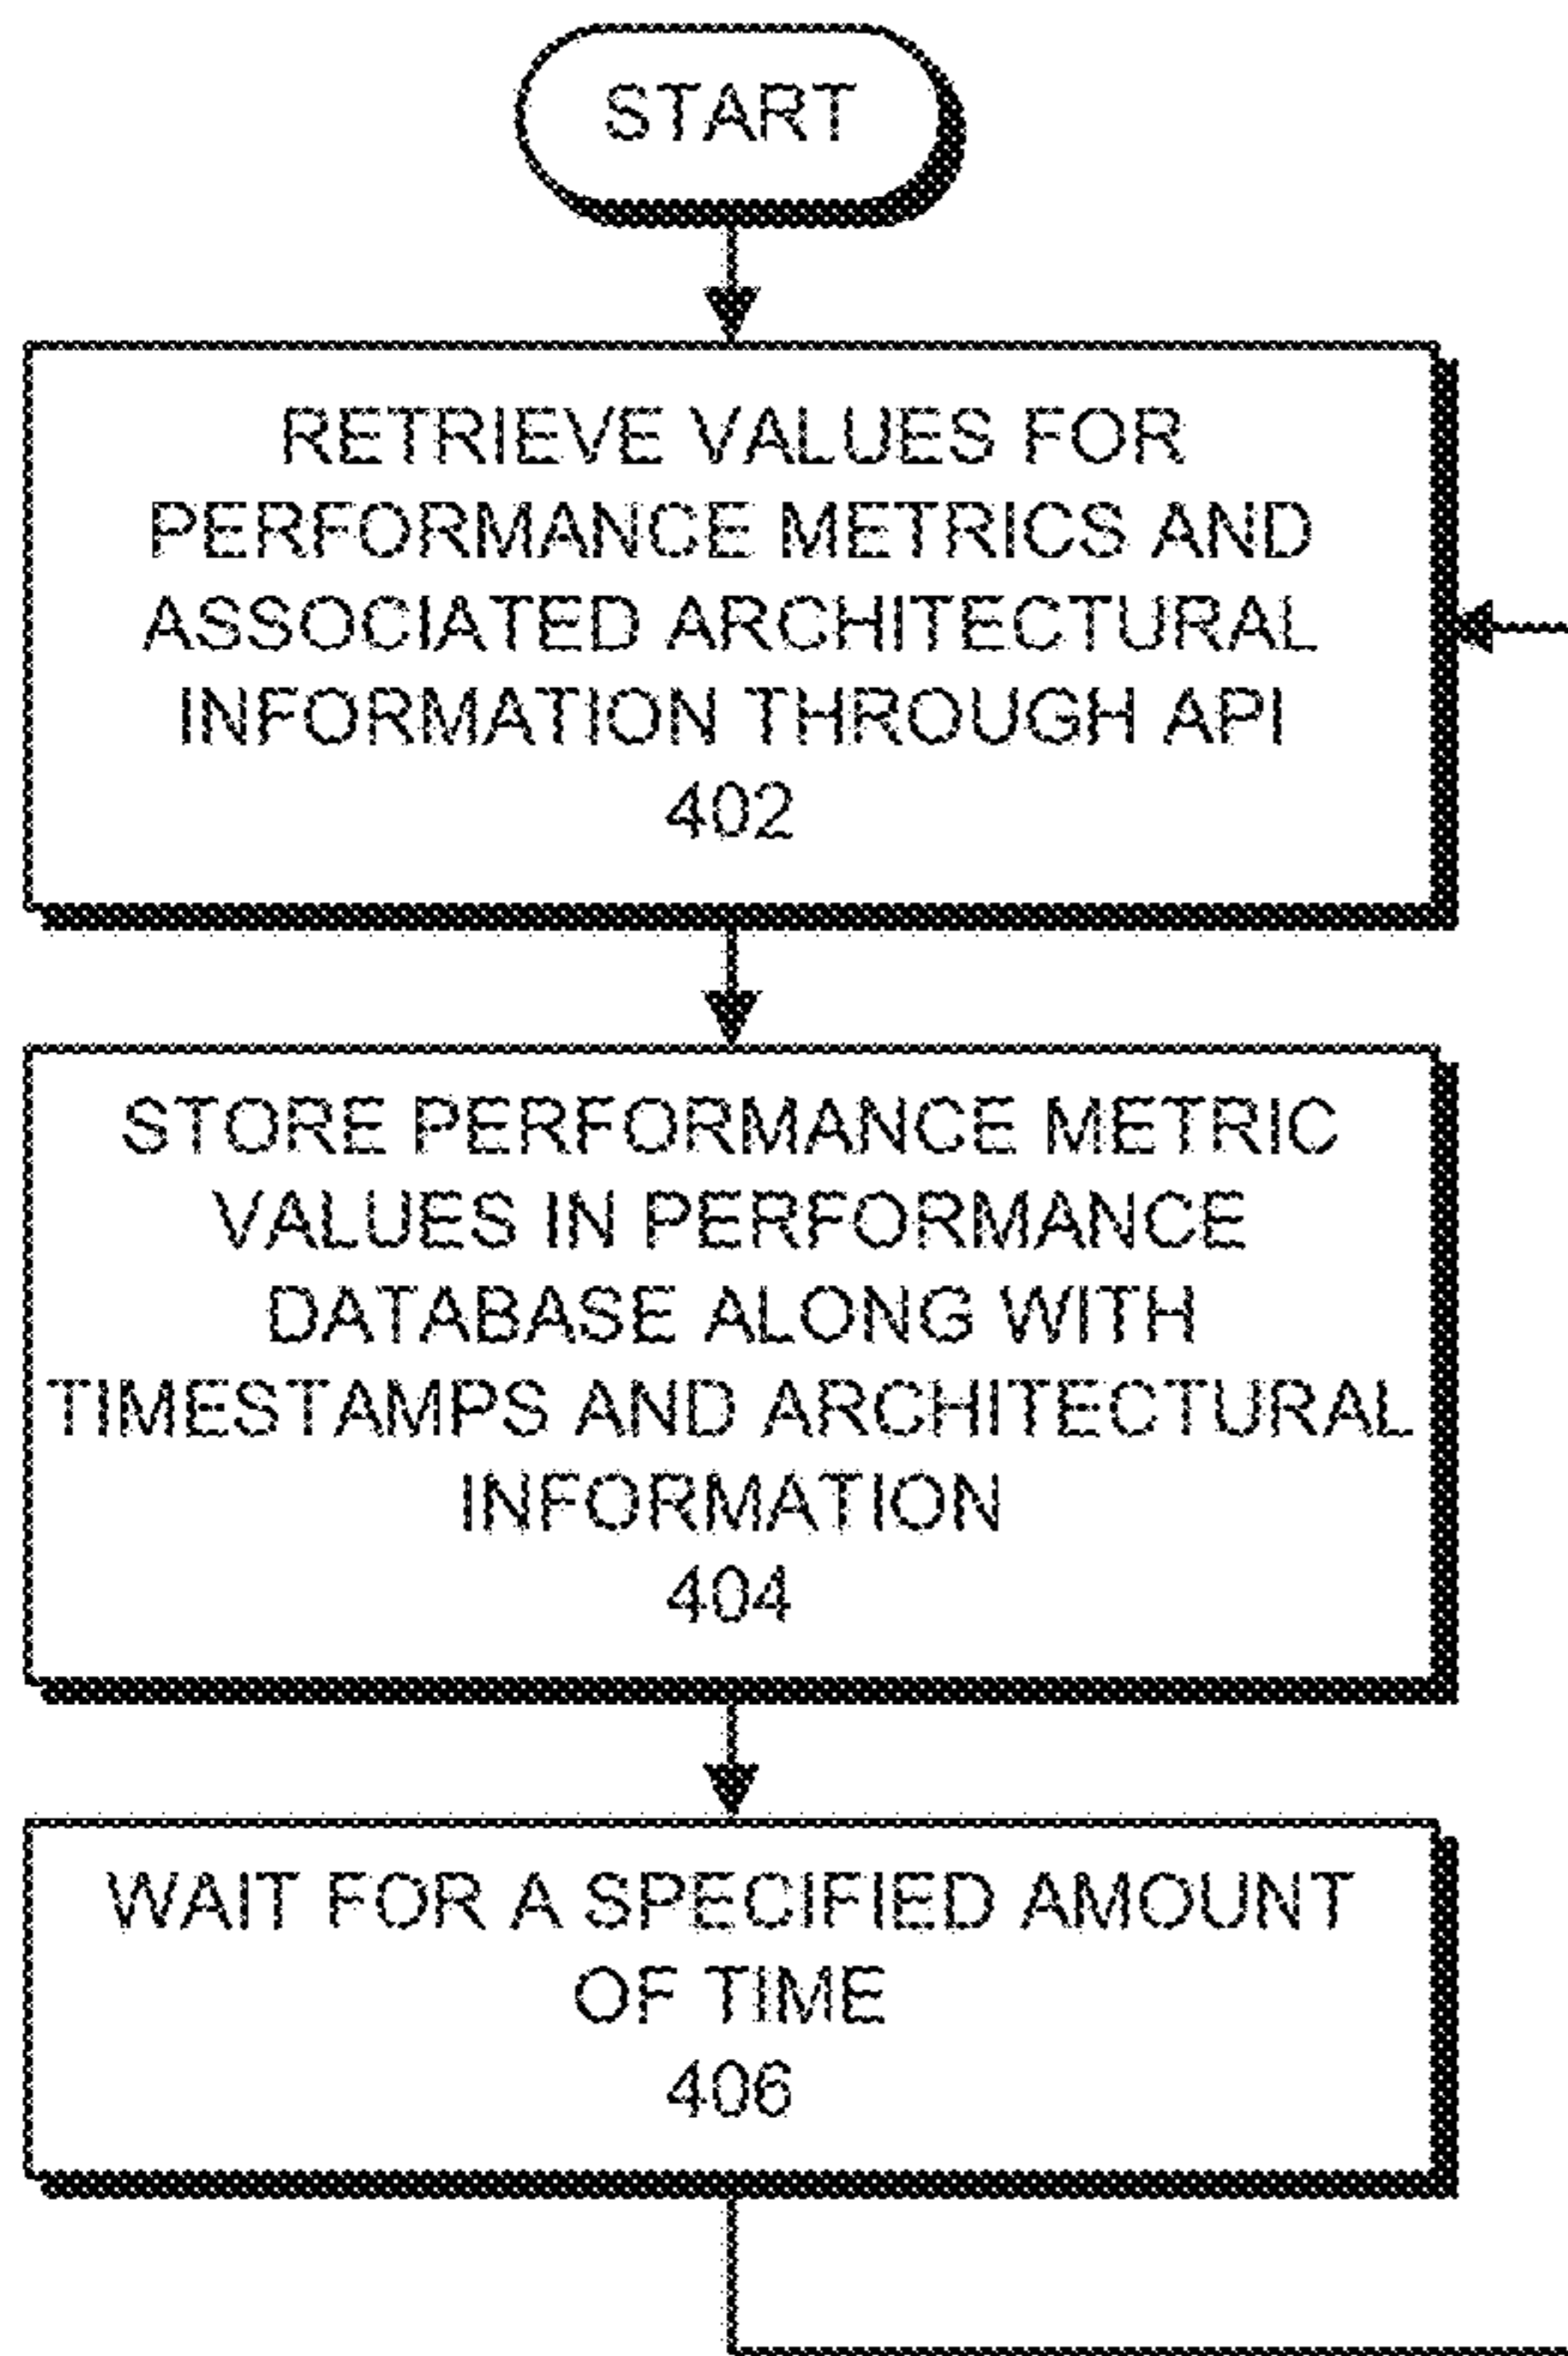 START
RETRIEVE VALUES FOR
PERFORMANCE METRICS AND
ASSOCIATED ARCHITECTURAL
INFORMATION THROUGH API
402
STORE PERFORMANCE METRIC
VALUES IN PERFORMANCE
DATABASE ALONG WITH
TIMESTAMPS AND ARCHITECTURAL
INFORMATION
404
WAIT FOR A SPECIFIED AMOUNT
OF TIME
406